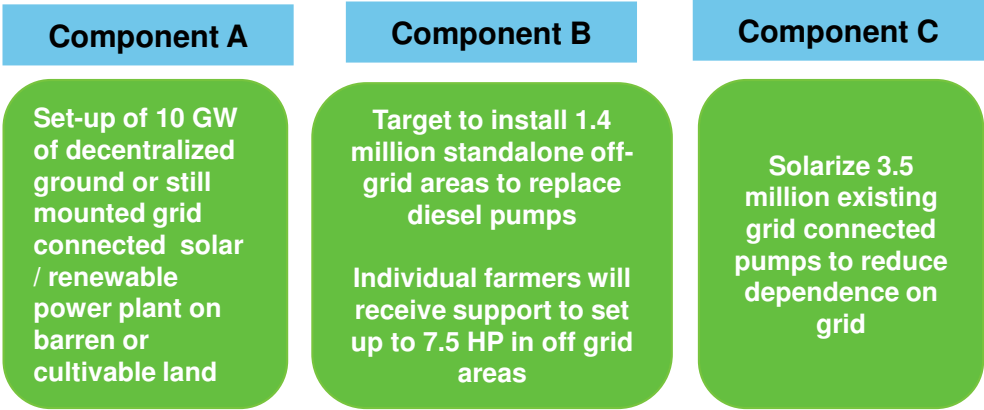 Component A
Set-up of 10 GW
of decentralized
ground or still
mounted grid
connected solar
/ renewable
power plant on
barren or
cultivable land
Component B
Target to install 1.4
million standalone off-
grid areas to replace
diesel pumps
Individual farmers will
receive support to set
up to 7.5 HP in off grid
areas
Component C
Solarize 3.5
million existing
grid connected
pumps to reduce
dependence on
grid